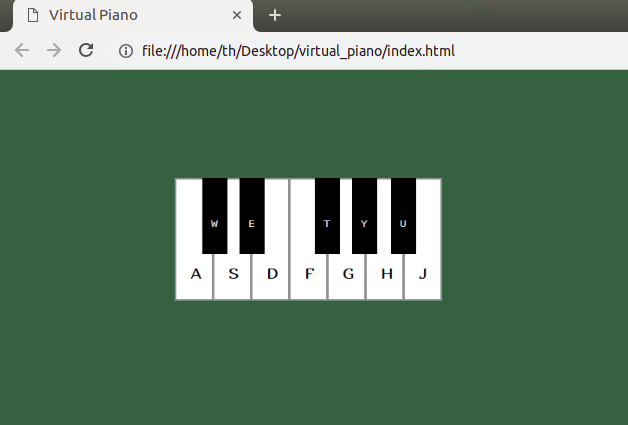 Virtual Piano
file:///home/th/Desktop/virtual_piano/index.html
W E T Y U
A S D F G H J